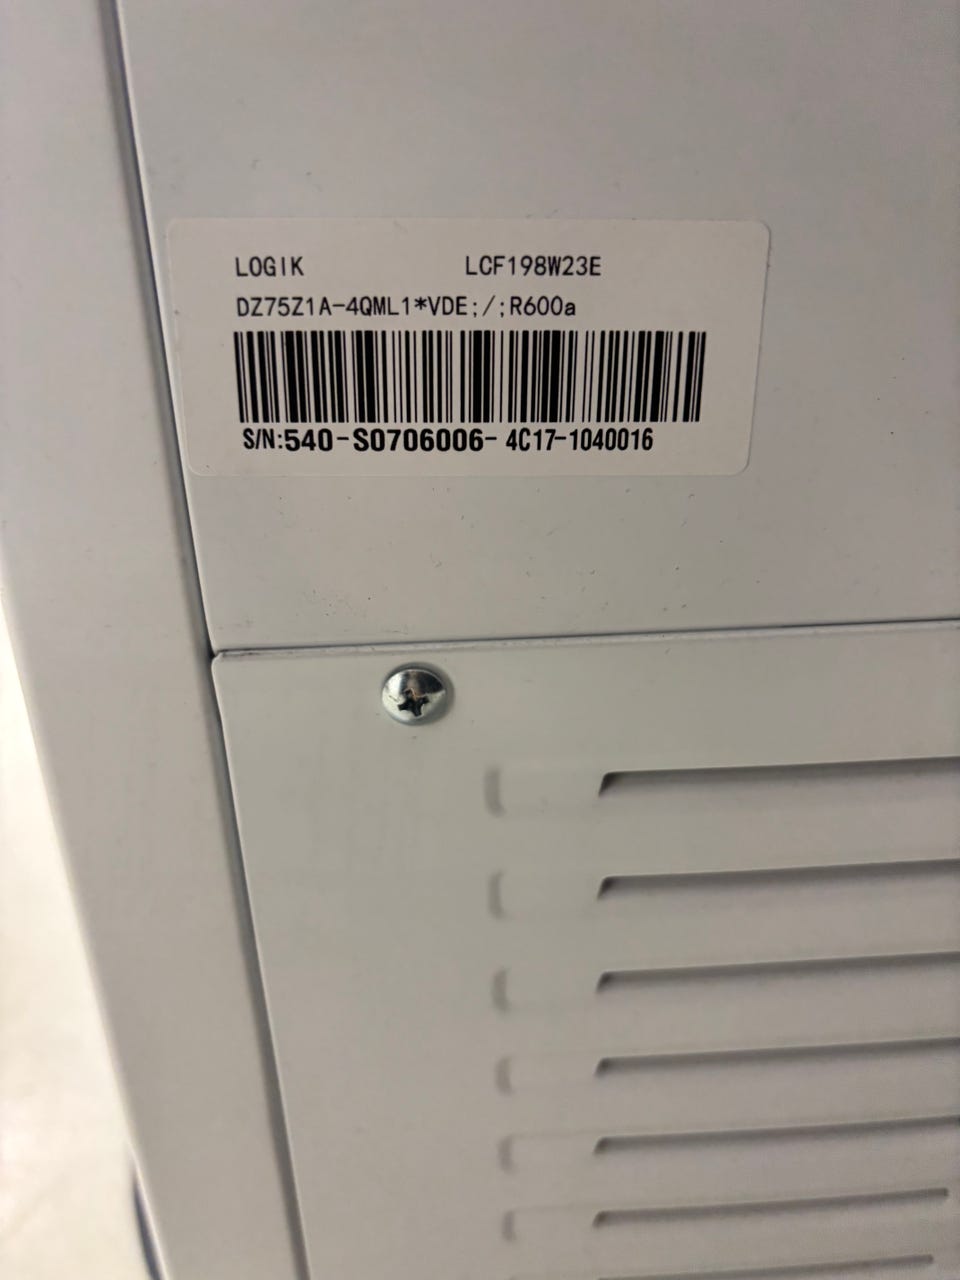 LOGIK LCF198W23E
DZ75Z1A-4QML1*VDE;/;R600a
S/N:540-S0706006- 4C17-1040016